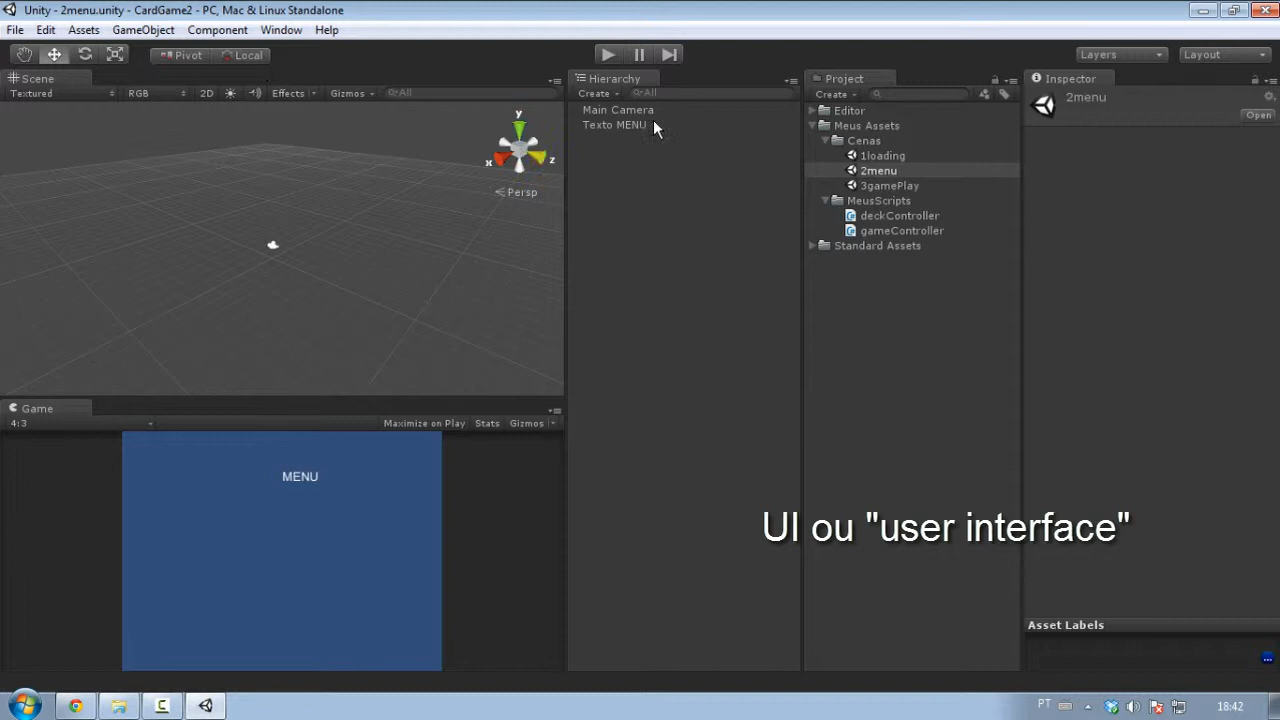 Unity - 2menu.unity - CardGame2 - PC, Mac & Linux Standalone
File Edit Assets GameObject Component Window Help
Pivot Local Layers Layout
Scene
Textured RGB 2D Effects Gizmos All
y
x
z
Persp
Hierarchy
Create All
Main Camera
Texto MENU
Project
Create
Editor
Meus Assets
Cenas
1loading
2menu
3gamePlay
MeusScripts
deckController
gameController
Standard Assets
Inspector
2menu
Open
Game
4:3 Maximize on Play Stats Gizmos
MENU
UI ou "user interface"
Asset Labels
PT 18:42